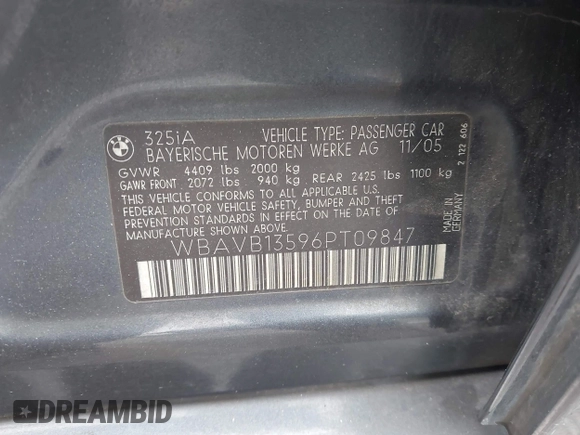 BMW
325iA VEHICLE TYPE: PASSENGER CAR
BAYERISCHE MOTOREN WERKE AG 11/05
GVWR 4409 lbs 2000 kg
GAWR FRONT 2072 lbs 940 kg, REAR 2425 lbs 1100 kg
THIS VEHICLE CONFORMS TO ALL APPLICABLE U.S.
FEDERAL MOTOR VEHICLE SAFETY, BUMPER AND THEFT
PREVENTION STANDARDS IN EFFECT ON THE DATE OF
MANUFACTURE SHOWN ABOVE:
WBAVB13596PT09847
MADE IN
GERMANY
2 122 606
DREAMBID